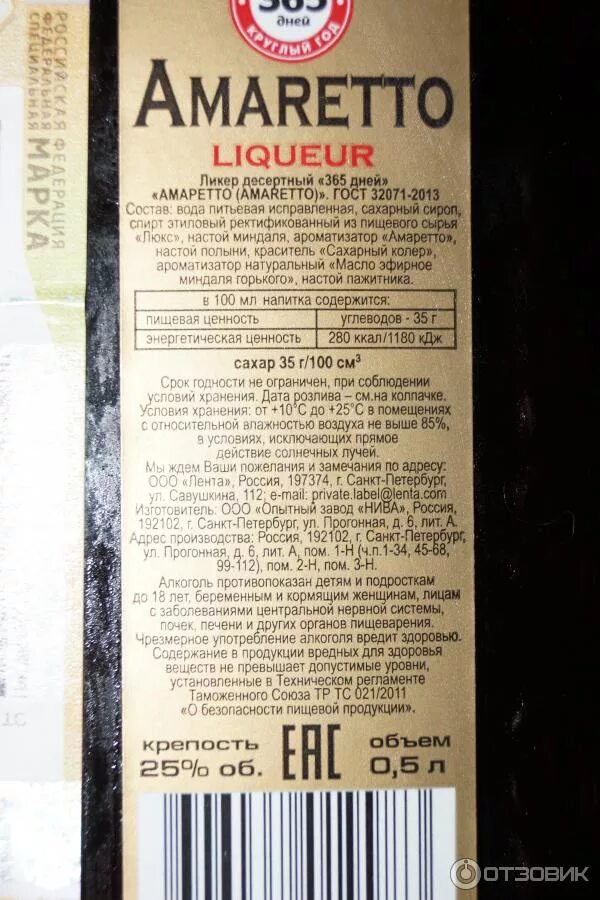 365
дней
КРУГЛЫЙ ГОД
AMARETTO
LIQUEUR
Ликер десертный «365 дней»
«АМАРЕТТО (AMARETTO)». ГОСТ 32071-2013
Состав: вода питьевая исправленная, сахарный сироп,
спирт этиловый ректификованный из пищевого сырья
«Люкс», настой миндаля, ароматизатор «Амаретто»,
настой полыни, краситель «Сахарный колер»,
ароматизатор натуральный «Масло эфирное
миндаля горького», настой пажитника.
в 100 мл напитка содержится:
пищевая ценность углеводов - 35 г
энергетическая ценность 280 ккал/1180 кДж
сахар 35 г/100 см³
Срок годности не ограничен, при соблюдении
условий хранения. Дата розлива – см.на колпачке.
Условия хранения: от +10°С до +25°С в помещениях
с относительной влажностью воздуха не выше 85%,
в условиях, исключающих прямое
действие солнечных лучей.
Мы ждем Ваши пожелания и замечания по адресу:
ООО «Лента», Россия, 197374, г. Санкт-Петербург,
ул. Савушкина, 112; e-mail: private.label@lenta.com
Изготовитель: ООО «Опытный завод «НИВА», Россия,
192102, г. Санкт-Петербург, ул. Прогонная, д. 6, лит. А.
Адрес производства: Россия, 192102, г. Санкт-Петербург,
ул. Прогонная, д. 6, лит. А, пом. 1-Н (ч.п.1-34, 45-68,
99-112), пом. 2-Н, пом. 3-Н.
Алкоголь противопоказан детям и подросткам
до 18 лет, беременным и кормящим женщинам, лицам
с заболеваниями центральной нервной системы,
почек, печени и других органов пищеварения.
Чрезмерное употребление алкоголя вредит здоровью.
Содержание в продукции вредных для здоровья
веществ не превышает допустимые уровни,
установленные в Техническом регламенте
Таможенного Союза ТР ТС 021/2011
«О безопасности пищевой продукции».
крепость
25% об.
ЕАС
объем
0,5 л
РОССИЙСКАЯ ФЕДЕРАЦИЯ
ФЕДЕРАЛЬНАЯ
СПЕЦИАЛЬНАЯ
МАРКА
ОТЗОВИК